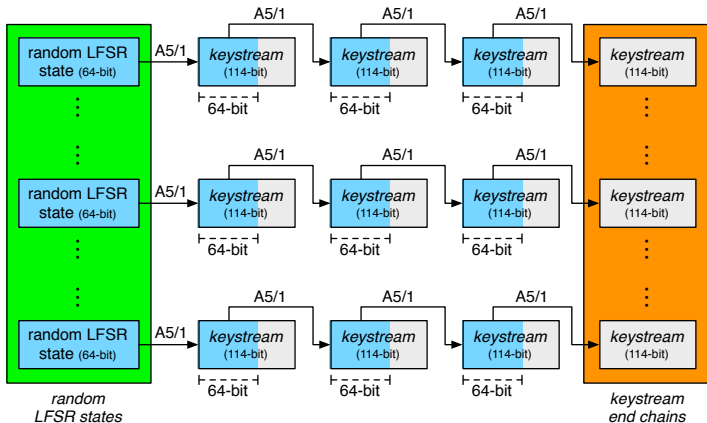 A5/1 A5/1 A5/1
random LFSR A5/1 keystream keystream keystream keystream
state (64-bit) (114-bit) (114-bit) (114-bit) (114-bit)
64-bit 64-bit 64-bit
A5/1 A5/1 A5/1
random LFSR A5/1 keystream keystream keystream keystream
state (64-bit) (114-bit) (114-bit) (114-bit) (114-bit)
64-bit 64-bit 64-bit
A5/1 A5/1 A5/1
random LFSR A5/1 keystream keystream keystream keystream
state (64-bit) (114-bit) (114-bit) (114-bit) (114-bit)
64-bit 64-bit 64-bit
random keystream
LFSR states end chains